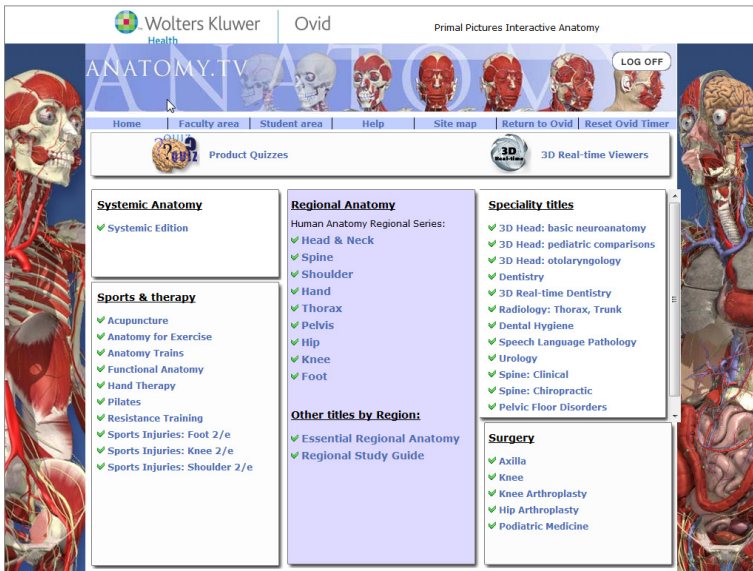 Wolters Kluwer
Health
Ovid
Primal Pictures Interactive Anatomy
ANATOMY
ANATOMY.TV
LOG OFF
Home
Faculty area
Student area
Help
Site map
Return to Ovid
Reset Ovid Timer
QUIZ
QUIZ
Product Quizzes
3D
Real-time
3D Real-time Viewers
Systemic Anatomy
Systemic Edition
Sports & therapy
Acupuncture
Anatomy for Exercise
Anatomy Trains
Functional Anatomy
Hand Therapy
Pilates
Resistance Training
Sports Injuries: Foot 2/e
Sports Injuries: Knee 2/e
Sports Injuries: Shoulder 2/e
Regional Anatomy
Human Anatomy Regional Series:
Head & Neck
Spine
Shoulder
Hand
Thorax
Pelvis
Hip
Knee
Foot
Other titles by Region:
Essential Regional Anatomy
Regional Study Guide
Speciality titles
3D Head: basic neuroanatomy
3D Head: pediatric comparisons
3D Head: otolaryngology
Dentistry
3D Real-time Dentistry
Radiology: Thorax, Trunk
Dental Hygiene
Speech Language Pathology
Urology
Spine: Clinical
Spine: Chiropractic
Pelvic Floor Disorders
Surgery
Axilla
Knee
Knee Arthroplasty
Hip Arthroplasty
Podiatric Medicine